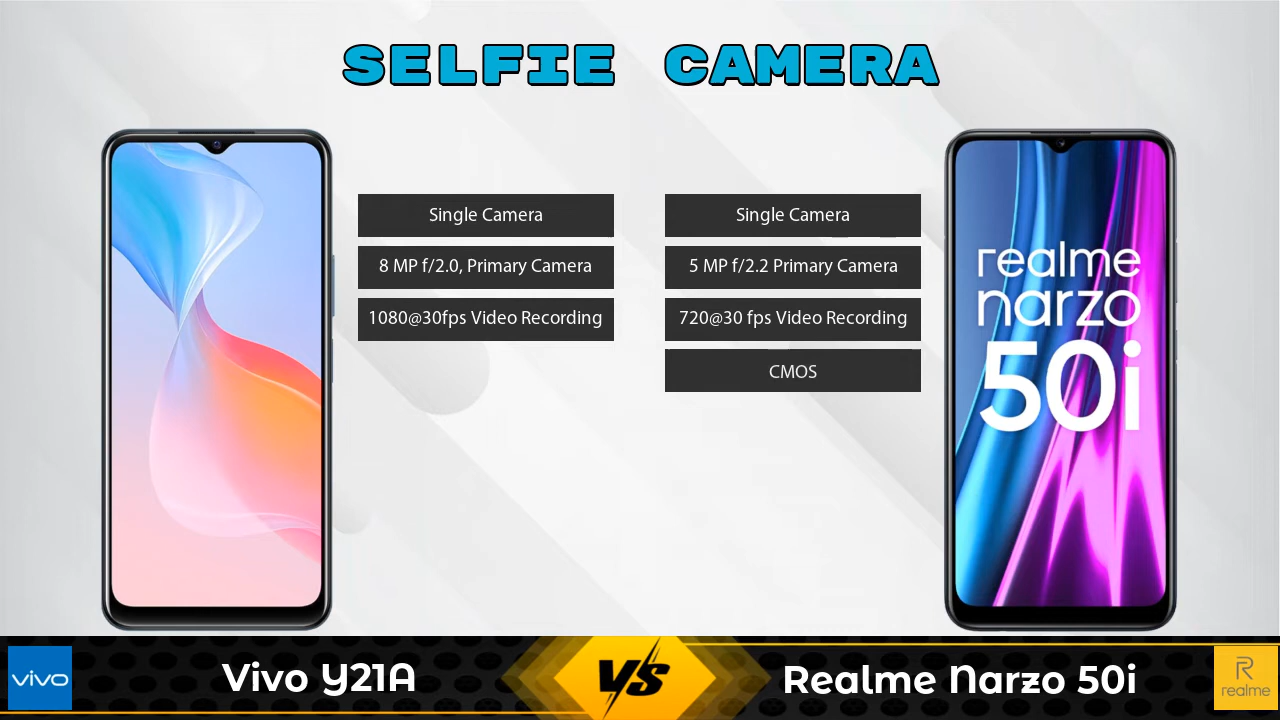 SELFIE CAMERA
Single Camera
8 MP f/2.0, Primary Camera
1080@30fps Video Recording
Single Camera
5 MP f/2.2 Primary Camera
720@30 fps Video Recording
CMOS
realme
narzo
50i
vivo
Vivo Y21A
VS
Realme Narzo 50i
R
realme